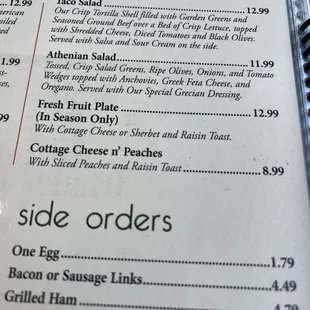 Taco Salad 12.99
Our Crisp Tortilla Shell filled with Garden Greens and
Seasoned Ground Beef over a Bed of Crisp Lettuce, topped
with Shredded Cheese, Diced Tomatoes and Black Olives.
Served with Salsa and Sour Cream on the side.
Athenian Salad 11.99
Tossed, Crisp Salad Greens, Ripe Olives, Onions, and Tomato
Wedges topped with Anchovies, Greek Feta Cheese, and
Oregano. Served with Our Special Grecian Dressing.
Fresh Fruit Plate 12.99
(In Season Only)
With Cottage Cheese or Sherbet and Raisin Toast.
Cottage Cheese n' Peaches
With Sliced Peaches and Raisin Toast 8.99
side orders
One Egg 1.79
Bacon or Sausage Links 4.49
Grilled Ham 4.79